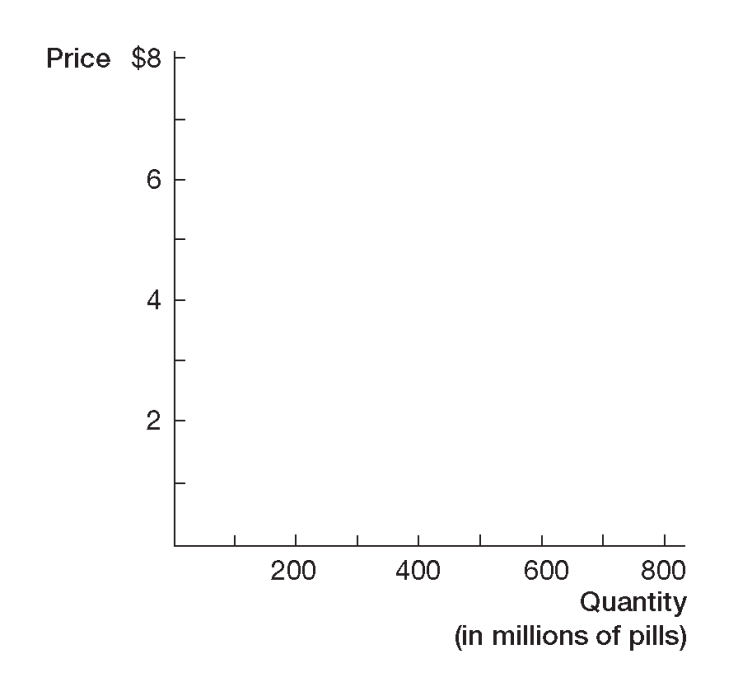 Price $8
6
4
2
200 400 600 800
Quantity
(in millions of pills)